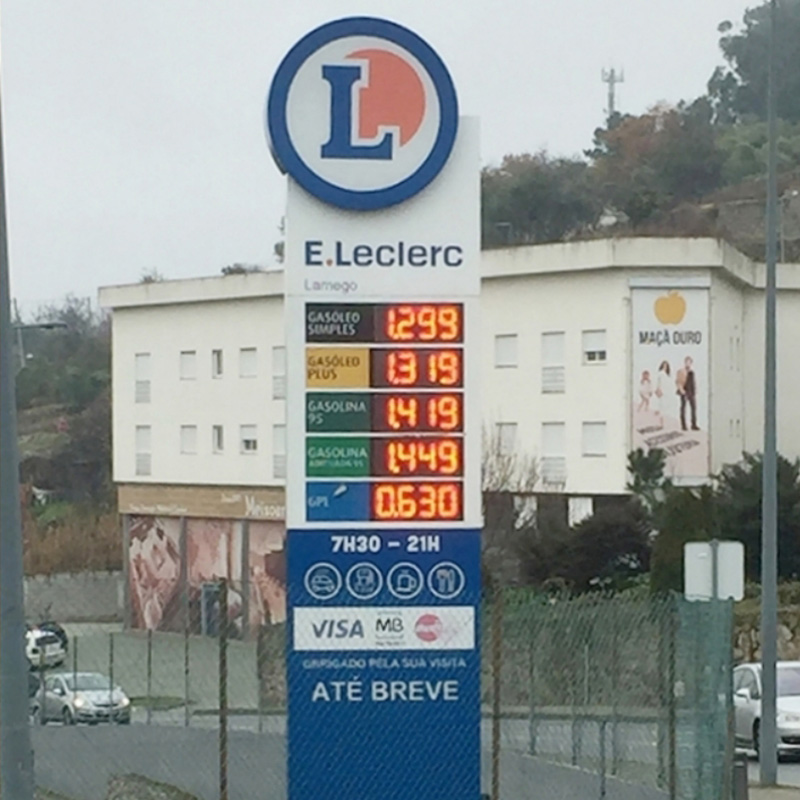 L
E.Leclerc
Lamego
GASÓLEO SIMPLES 1.299
GASÓLEO PLUS 1.319
GASOLINA 95 1.419
GASOLINA 1.449
GPL 0.630
7H30 - 21H
VISA MB
OBRIGADO PELA SUA VISITA
ATÉ BREVE
MAÇÃ OURO